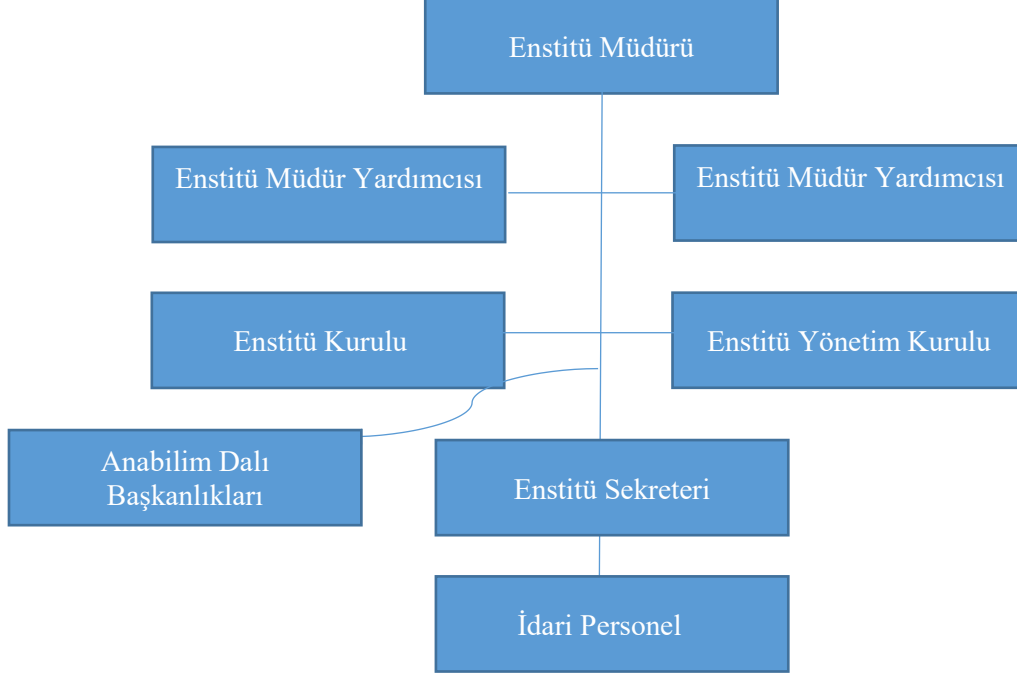 Enstitü Müdürü
Enstitü Müdür Yardımcısı
Enstitü Müdür Yardımcısı
Enstitü Kurulu
Enstitü Yönetim Kurulu
Anabilim Dalı
Başkanlıkları
Enstitü Sekreteri
İdari Personel